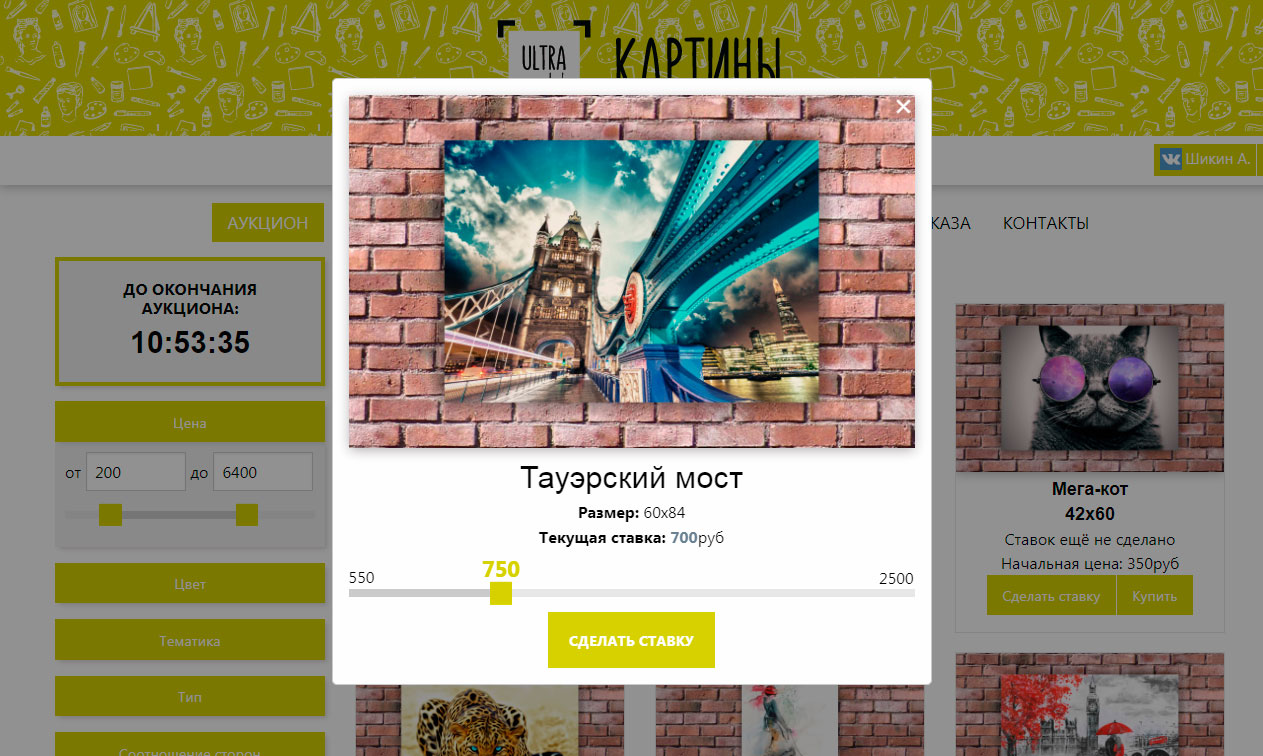 ULTRA
КАРТИНЫ
Шикин А.
АУКЦИОН
КАЗА
КОНТАКТЫ
ДО ОКОНЧАНИЯ
АУКЦИОНА:
10:53:35
Цена
от 200 до 6400
Цвет
Тематика
Тип
Соотношение сторон
Тауэрский мост
Размер: 60x84
Текущая ставка: 700руб
550
750
2500
СДЕЛАТЬ СТАВКУ
Мега-кот
42x60
Ставок ещё не сделано
Начальная цена: 350руб
Сделать ставку
Купить